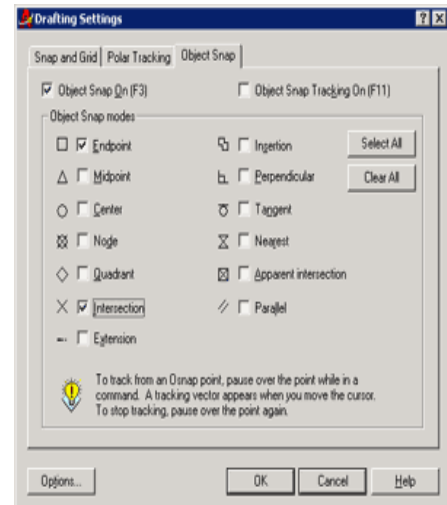 Drafting Settings
Snap and Grid Polar Tracking Object Snap
Object Snap On (F3) Object Snap Tracking On (F11)
Object Snap modes
Endpoint Insertion Select All
Midpoint Perpendicular Clear All
Center Tangent
Node Nearest
Quadrant Apparent intersection
Intersection Parallel
Extension
To track from an Osnap point, pause over the point while in a
command. A tracking vector appears when you move the cursor.
To stop tracking, pause over the point again.
Options... OK Cancel Help